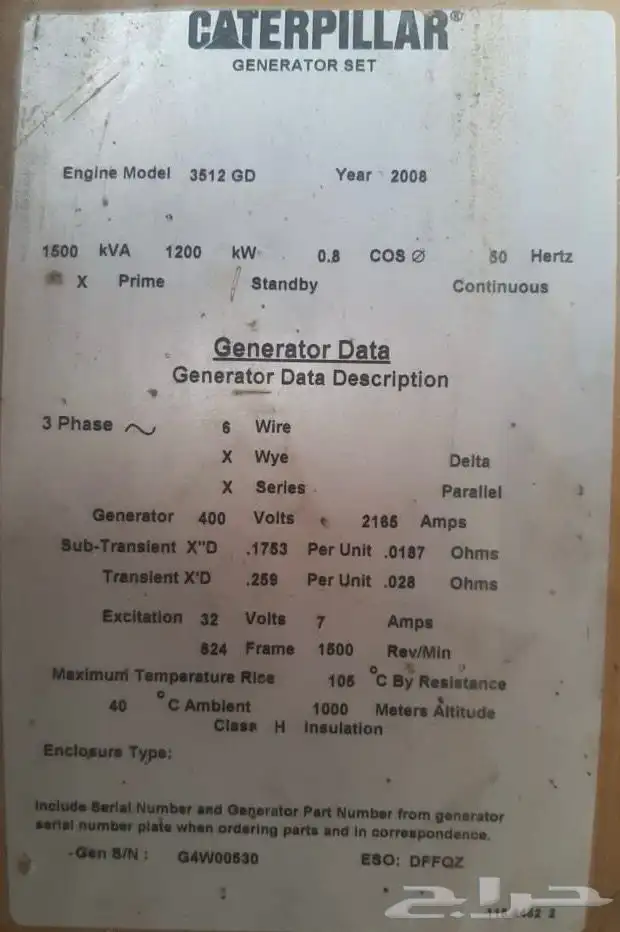 CATERPILLAR®
GENERATOR SET
Engine Model 3512 GD Year 2008
1500 kVA 1200 kW 0.8 COS Ø 50 Hertz
X Prime Standby Continuous
Generator Data
Generator Data Description
3 Phase ~ 6 Wire
X Wye Delta
X Series Parallel
Generator 400 Volts 2165 Amps
Sub-Transient X"D .1753 Per Unit .0187 Ohms
Transient X'D .259 Per Unit .028 Ohms
Excitation 32 Volts 7 Amps
824 Frame 1500 Rev/Min
Maximum Temperature Rise 105 °C By Resistance
40 °C Ambient 1000 Meters Altitude
Class H Insulation
Enclosure Type:
Include Serial Number and Generator Part Number from generator
serial number plate when ordering parts and in correspondence.
Gen S/N : G4W00530 ESO: DFFQZ
حراج